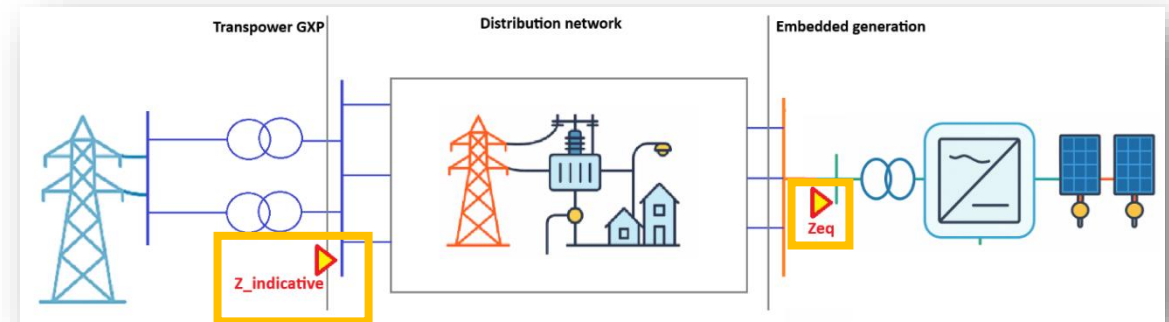 Transpower GXP
Distribution network
Embedded generation
Zeq
Z_indicative